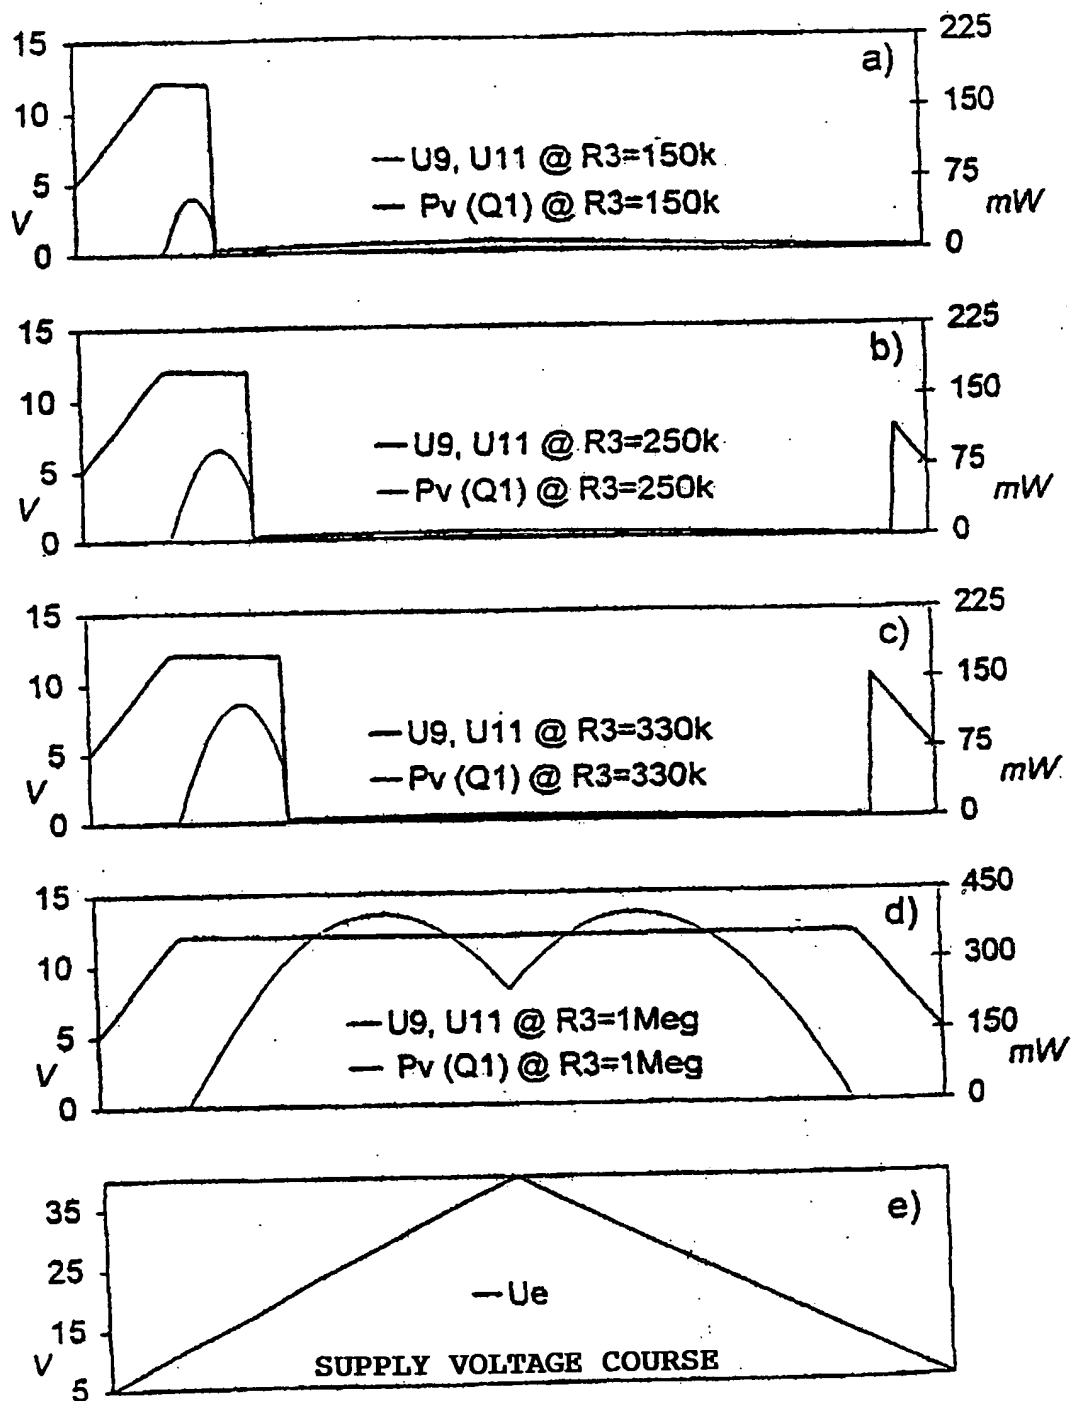 15
225
a)
10
150
U9, U11 @ R3=150k
5
75
Pv (Q1) @ R3=150k
V
mW
0
0
15
225
b)
10
150
U9, U11 @ R3=250k
5
75
Pv (Q1) @ R3=250k
V
mW
0
0
15
225
c)
10
150
U9, U11 @ R3=330k
5
75
Pv (Q1) @ R3=330k
V
mW
0
0
15
450
d)
10
300
U9, U11 @ R3=1Meg
5
150
Pv (Q1) @ R3=1Meg
V
mW
0
0
35
e)
25
Ue
15
V
SUPPLY VOLTAGE COURSE
5